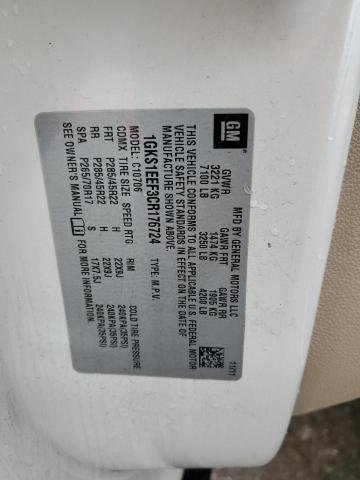 GM
MFD BY GENERAL MOTORS LLC
11/11
GVWR GAWR FRT GAWR RR
3221 KG 1474 KG 1905 KG
7100 LB 3250 LB 4200 LB
THIS VEHICLE CONFORMS TO ALL APPLICABLE U.S. FEDERAL MOTOR
VEHICLE SAFETY STANDARDS IN EFFECT ON THE DATE OF
MANUFACTURE SHOWN ABOVE.
1GKS1EEF3CR176724 TYPE: M.P.V.
MODEL: C10706
CDMX TIRE SIZE SPEED RTG RIM COLD TIRE PRESSURE
FRT P285/45R22 H 22X9J 240KPA(35PSI)
RR P285/45R22 H 22X9J 240KPA(35PSI)
SPA P265/70R17 S 17X7.5J 240KPA(35PSI)
SEE OWNER'S MANUAL